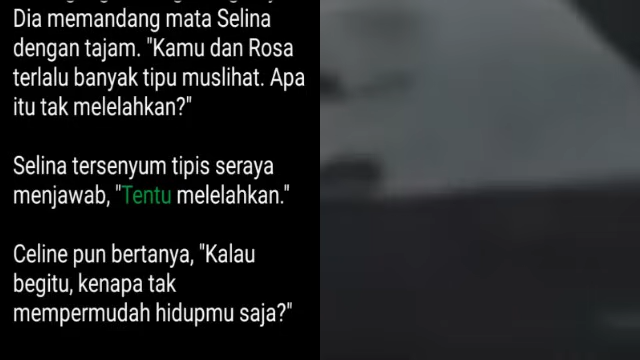 Dia memandang mata Selina
dengan tajam. "Kamu dan Rosa
terlalu banyak tipu muslihat. Apa
itu tak melelahkan?"
Selina tersenyum tipis seraya
menjawab, "Tentu melelahkan."
Celine pun bertanya, "Kalau
begitu, kenapa tak
mempermudah hidupmu saja?"